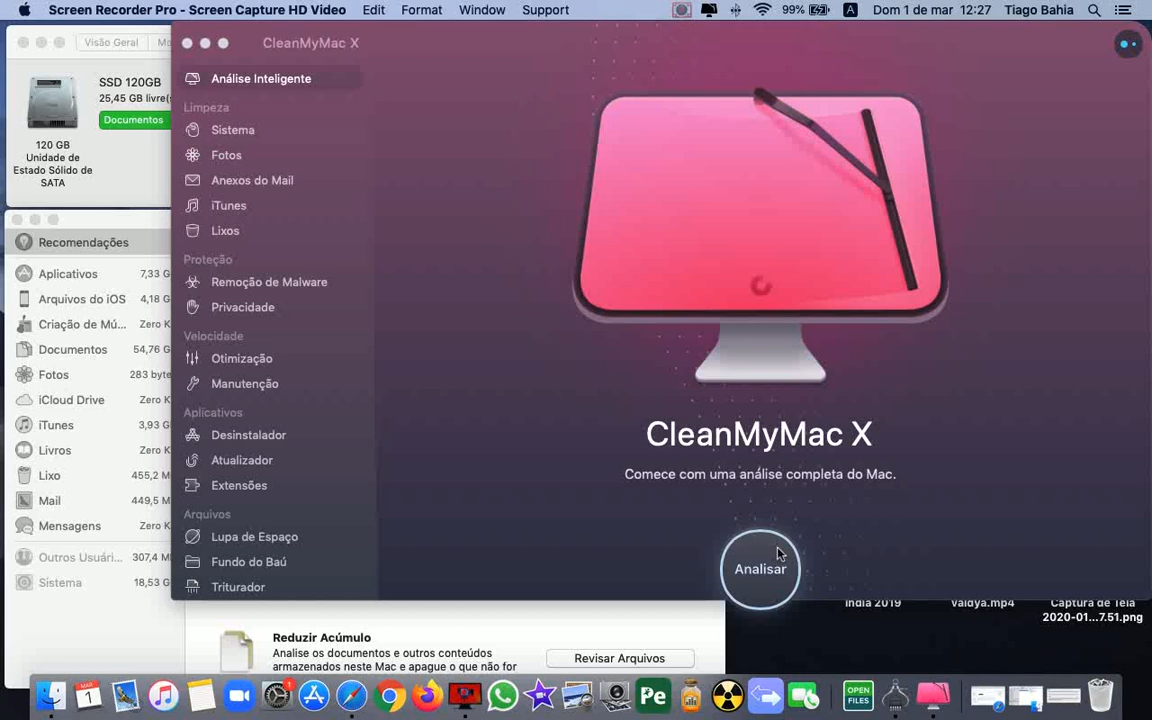 Screen Recorder Pro - Screen Capture HD Video Edit Format Window Support 99% A Dom 1 de mar 12:27 Tiago Bahia
Visão Geral
SSD 120GB
25,45 GB livre(
Documentos
120 GB
Unidade de
Estado Sólido de
SATA
Recomendações
Aplicativos 7,33 G
Arquivos do iOS 4,18 G
Criação de Mú... Zero K
Documentos 54,76 G
Fotos 283 byte
iCloud Drive Zero K
iTunes 3,93 G
Livros Zero K
Lixo 455,2 M
Mail 449,5 M
Mensagens Zero K
Outros Usuári... 307,4 M
Sistema 18,53 G
CleanMyMac X
Análise Inteligente
Limpeza
Sistema
Fotos
Anexos do Mail
iTunes
Lixos
Proteção
Remoção de Malware
Privacidade
Velocidade
Otimização
Manutenção
Aplicativos
Desinstalador
Atualizador
Extensões
Arquivos
Lupa de Espaço
Fundo do Baú
Triturador
CleanMyMac X
Comece com uma análise completa do Mac.
Analisar
India 2019
Vaidya.mp4
Captura de Tela
2020-01...7.51.png
Reduzir Acúmulo
Analise os documentos e outros conteúdos
armazenados neste Mac e apague o que não for
Revisar Arquivos
MAR
1
1
Pe
OPEN
FILES